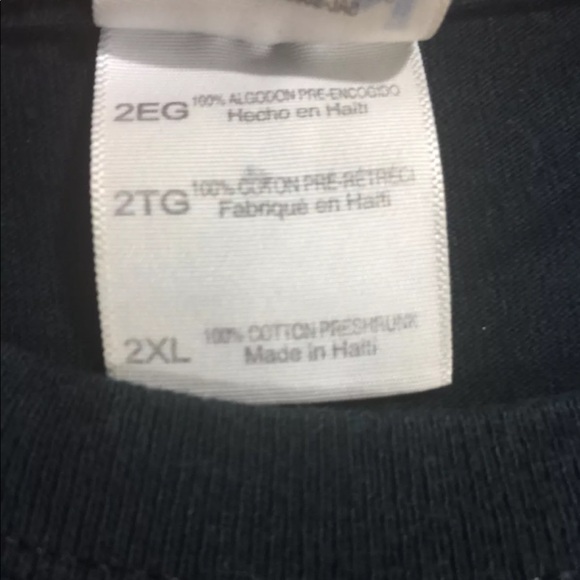 2EG 100% ALGODON PRE-ENCOGIDO
Hecho en Haiti
2TG 100% COTON PRE-RÉTRÉCI
Fabriqué en Haiti
2XL 100% COTTON PRESHRUNK
Made in Haiti